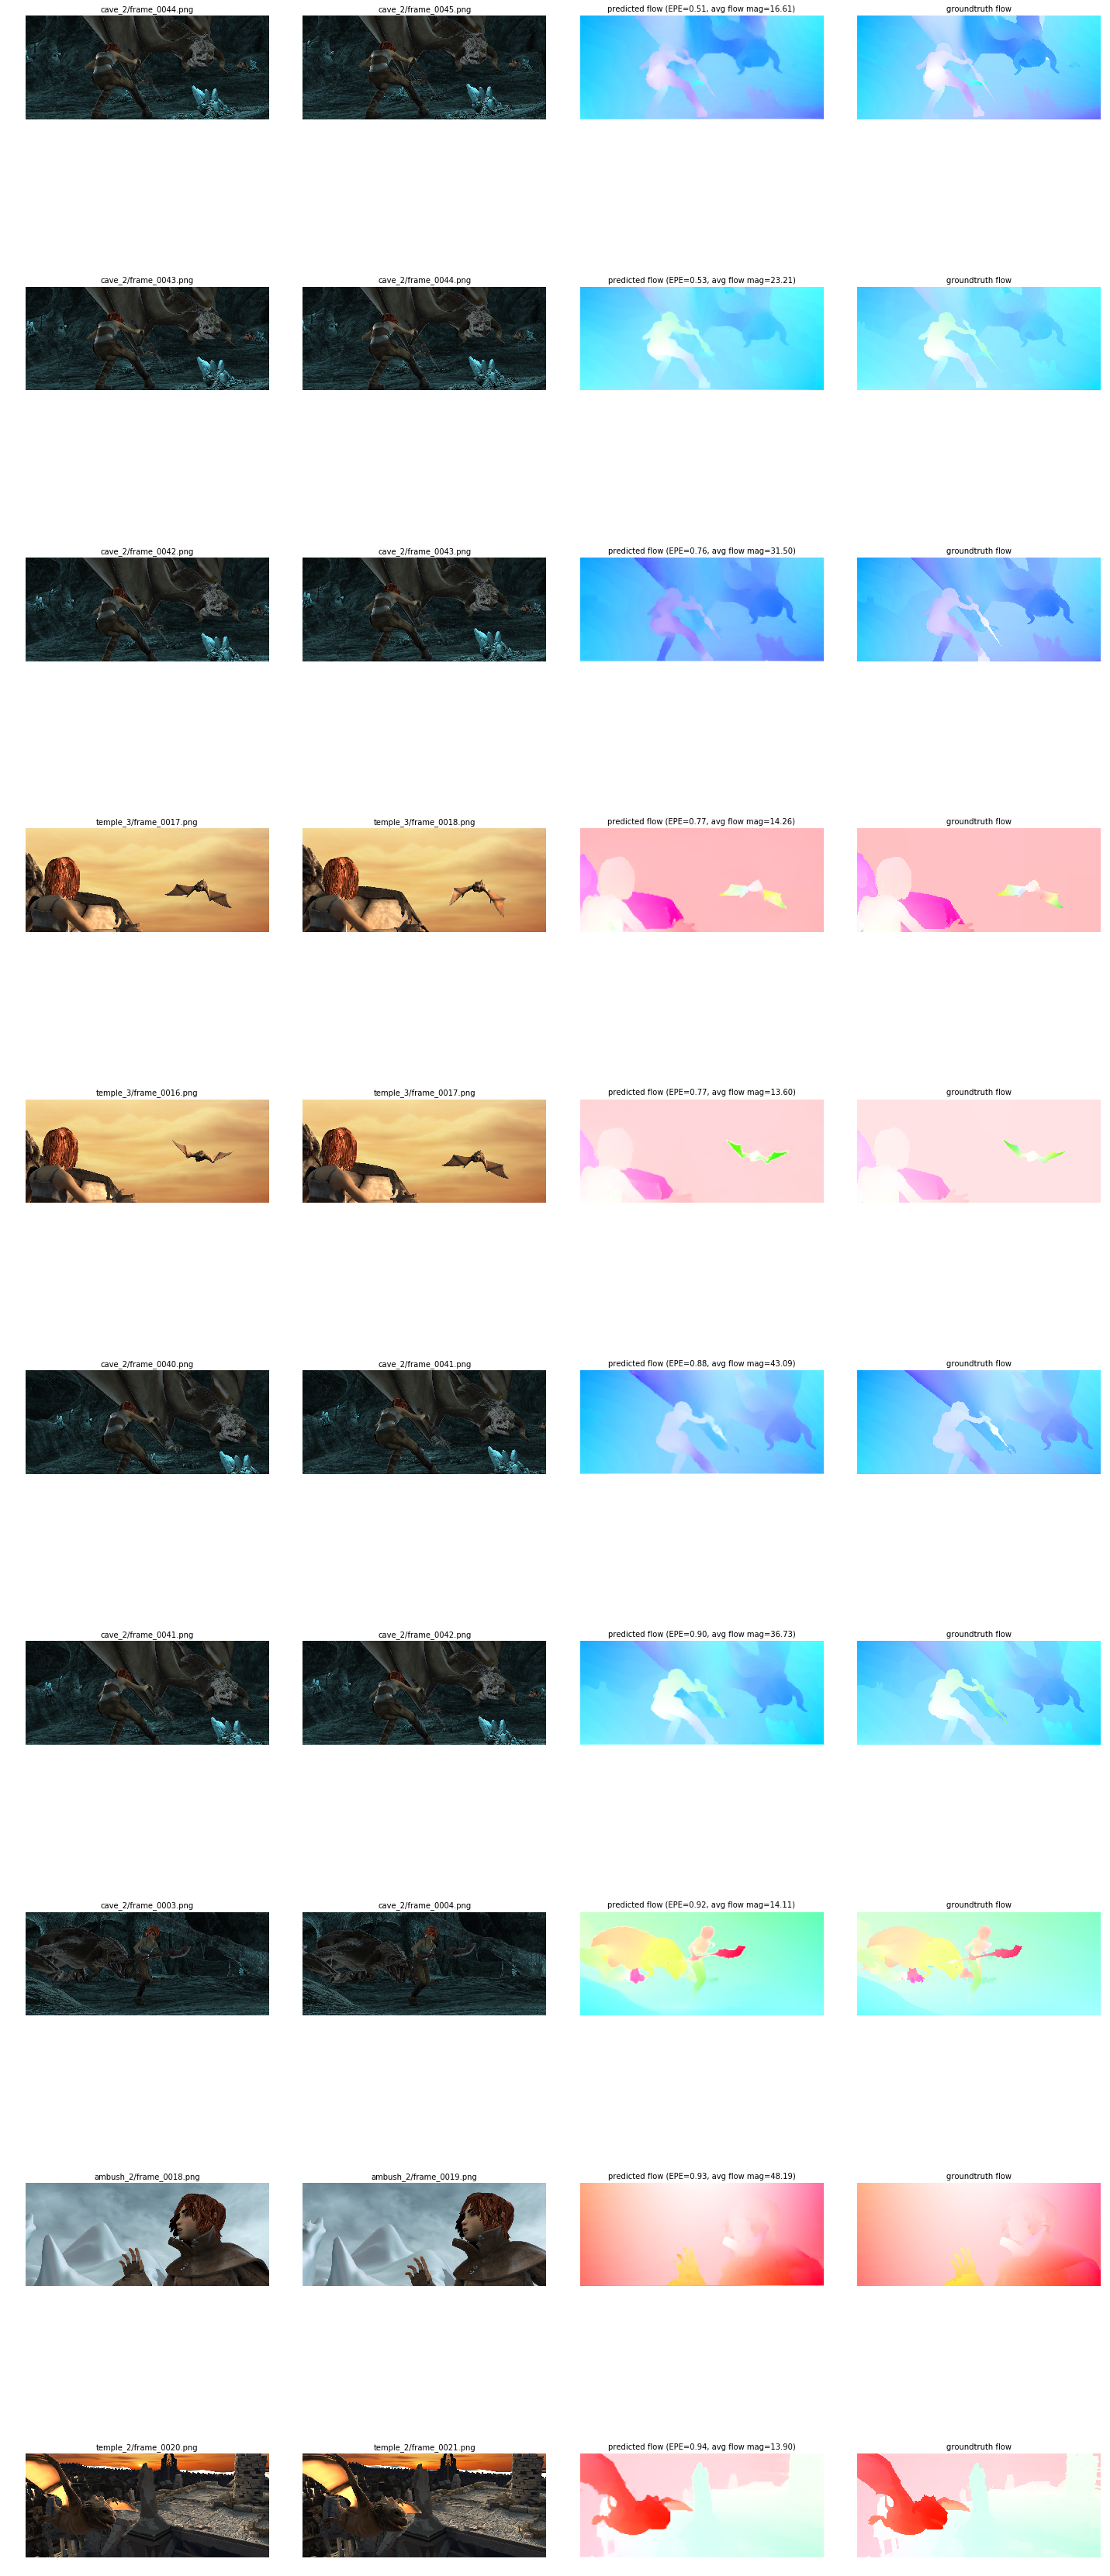 cave_2/frame_0044.png
cave_2/frame_0045.png
predicted flow (EPE=0.51, avg flow mag=16.61)
groundtruth flow
cave_2/frame_0043.png
cave_2/frame_0044.png
predicted flow (EPE=0.53, avg flow mag=23.21)
groundtruth flow
cave_2/frame_0042.png
cave_2/frame_0043.png
predicted flow (EPE=0.76, avg flow mag=31.50)
groundtruth flow
temple_3/frame_0017.png
temple_3/frame_0018.png
predicted flow (EPE=0.77, avg flow mag=14.26)
groundtruth flow
temple_3/frame_0016.png
temple_3/frame_0017.png
predicted flow (EPE=0.77, avg flow mag=13.60)
groundtruth flow
cave_2/frame_0040.png
cave_2/frame_0041.png
predicted flow (EPE=0.88, avg flow mag=43.09)
groundtruth flow
cave_2/frame_0041.png
cave_2/frame_0042.png
predicted flow (EPE=0.90, avg flow mag=36.73)
groundtruth flow
cave_2/frame_0003.png
cave_2/frame_0004.png
predicted flow (EPE=0.92, avg flow mag=14.11)
groundtruth flow
ambush_2/frame_0018.png
ambush_2/frame_0019.png
predicted flow (EPE=0.93, avg flow mag=48.19)
groundtruth flow
temple_2/frame_0020.png
temple_2/frame_0021.png
predicted flow (EPE=0.94, avg flow mag=13.90)
groundtruth flow